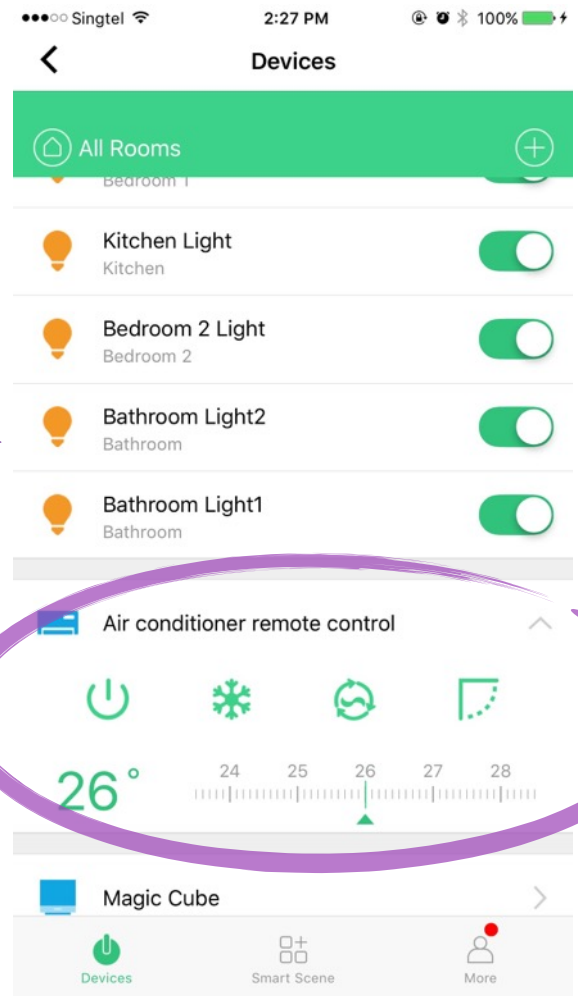 Singtel 2:27 PM 100%
Devices
All Rooms
Bedroom 1
Kitchen Light
Kitchen
Bedroom 2 Light
Bedroom 2
Bathroom Light2
Bathroom
Bathroom Light1
Bathroom
Air conditioner remote control
26° 24 25 26 27 28
Magic Cube
Devices Smart Scene More